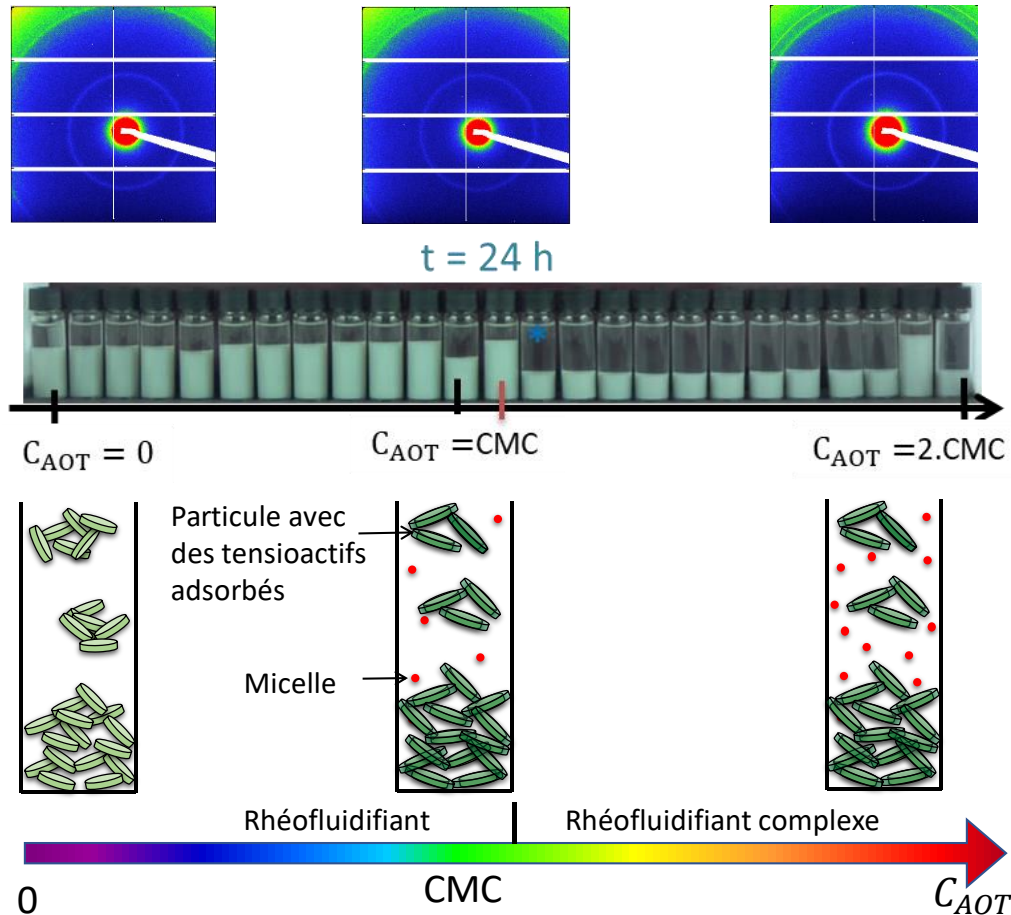 t = 24 h
*
C_AOT = 0
C_AOT =CMC
C_AOT =2.CMC
Particule avec
des tensioactifs
adsorbés
Micelle
Rhéofluidifiant
Rhéofluidifiant complexe
0
CMC
C_AOT